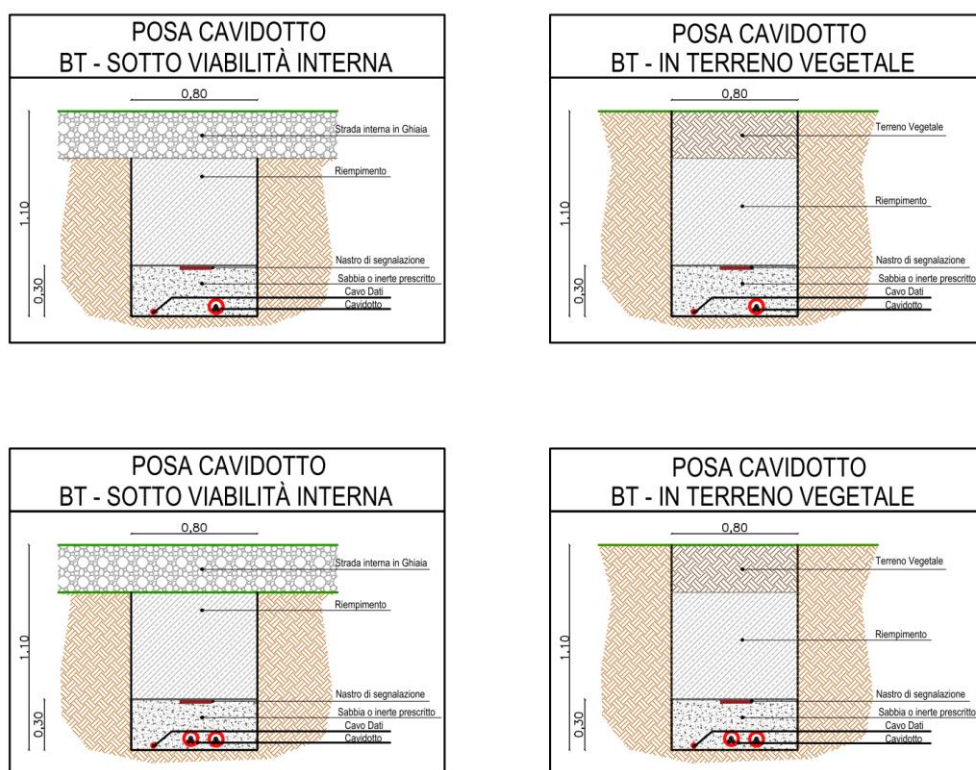 POSA CAVIDOTTO
BT - SOTTO VIABILITÀ INTERNA
0,80
Strada interna in Ghiaia
Riempimento
1,10
Nastro di segnalazione
0,30
Sabbia o inerte prescritto
Cavo Dati
Cavidotto
POSA CAVIDOTTO
BT - IN TERRENO VEGETALE
0,80
Terreno Vegetale
Riempimento
1,10
Nastro di segnalazione
0,30
Sabbia o inerte prescritto
Cavo Dati
Cavidotto
POSA CAVIDOTTO
BT - SOTTO VIABILITÀ INTERNA
0,80
Strada interna in Ghiaia
Riempimento
1,10
Nastro di segnalazione
0,30
Sabbia o inerte prescritto
Cavo Dati
Cavidotto
POSA CAVIDOTTO
BT - IN TERRENO VEGETALE
0,80
Terreno Vegetale
Riempimento
1,10
Nastro di segnalazione
0,30
Sabbia o inerte prescritto
Cavo Dati
Cavidotto